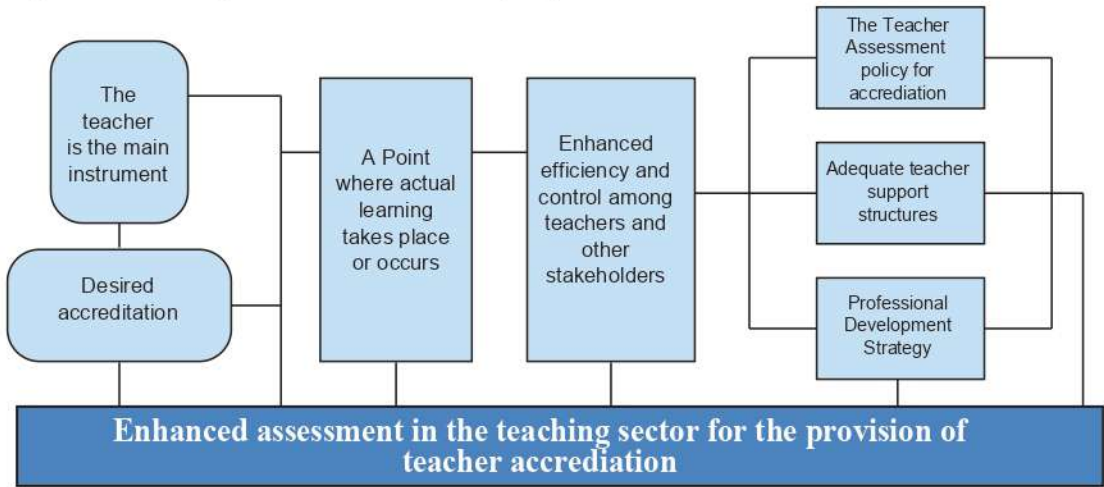 The
teacher
is the main
instrument
Desired
accreditation
A Point
where actual
learning
takes place
or occurs
Enhanced
efficiency and
control among
teachers and
other
stakeholders
The Teacher
Assessment
policy for
accrediation
Adequate teacher
support
structures
Professional
Development
Strategy
Enhanced assessment in the teaching sector for the provision of
teacher accrediation